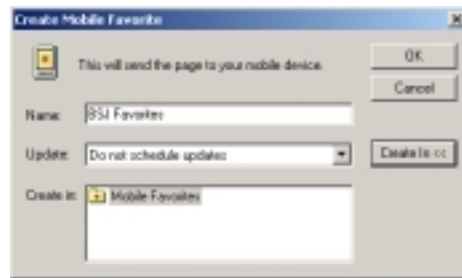 Create Mobile Favorite
This will send the page to your mobile device.
OK
Cancel
Name: BSJ Favorites
Update: Do not schedule updates
Create In <<
Create in: Mobile Favorites